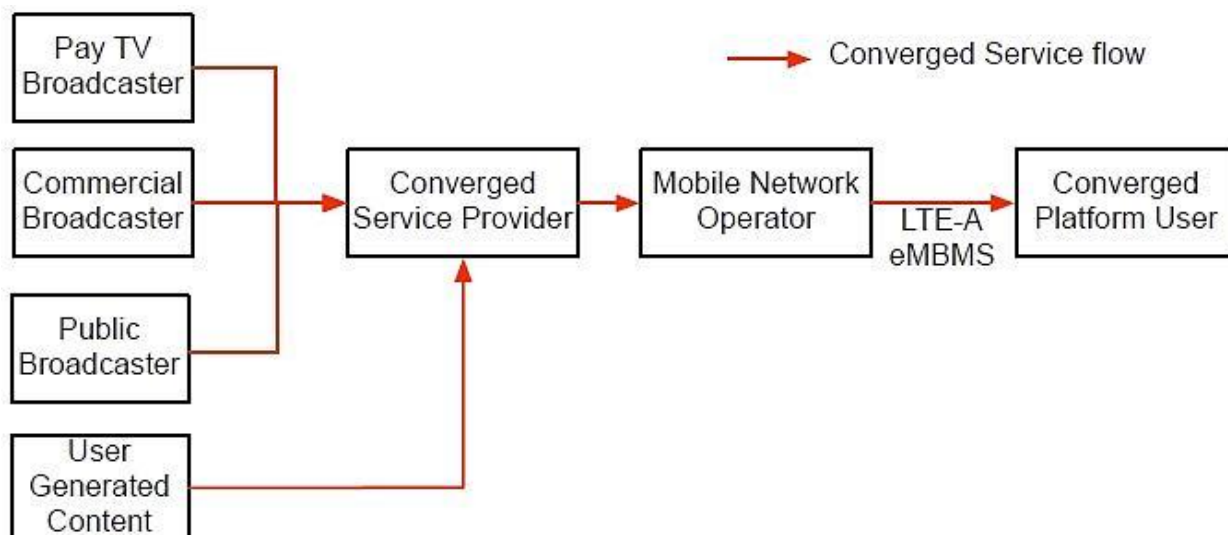 Pay TV
Broadcaster
Converged Service flow
Commercial
Broadcaster
Converged
Service Provider
Mobile Network
Operator
LTE-A
eMBMS
Converged
Platform User
Public
Broadcaster
User
Generated
Content